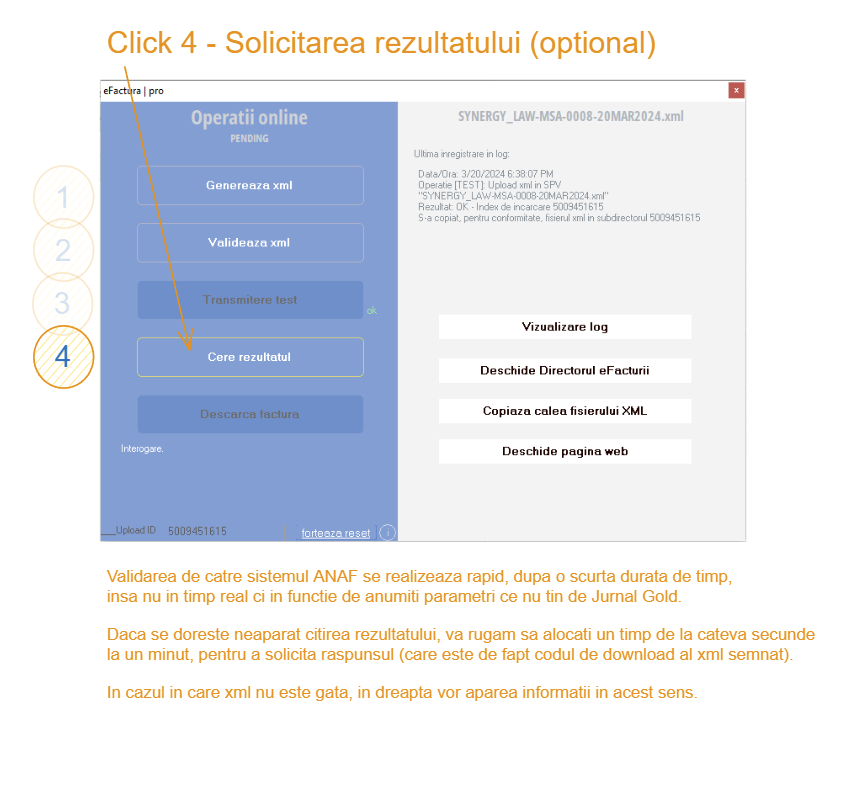 Click 4 - Solicitarea rezultatului (optional)
eFactura | pro
x
Operatii online
PENDING
SYNERGY_LAW-MSA-0008-20MAR2024.xml
Ultima inregistrare in log:
Data/Ora: 3/20/2024 6:38:07 PM
Operatie [TEST]: Upload xml in SPV
"SYNERGY_LAW-MSA-0008-20MAR2024.xml"
Rezultat: OK - Index de incarcare 5009451615
S-a copiat, pentru conformitate, fisierul xml in subdirectorul 5009451615
1
Genereaza xml
2
Valideaza xml
3
Transmitere test
ok
4
Cere rezultatul
Descarca factura
Interogare.
Vizualizare log
Deschide Directorul eFacturii
Copiaza calea fisierului XML
Deschide pagina web
Upload ID 5009451615
forteaza reset
i
Validarea de catre sistemul ANAF se realizeaza rapid, dupa o scurta durata de timp,
insa nu in timp real ci in functie de anumiti parametri ce nu tin de Jurnal Gold.
Daca se doreste neaparat citirea rezultatului, va rugam sa alocati un timp de la cateva secunde
la un minut, pentru a solicita raspunsul (care este de fapt codul de download al xml semnat).
In cazul in care xml nu este gata, in dreapta vor aparea informatii in acest sens.